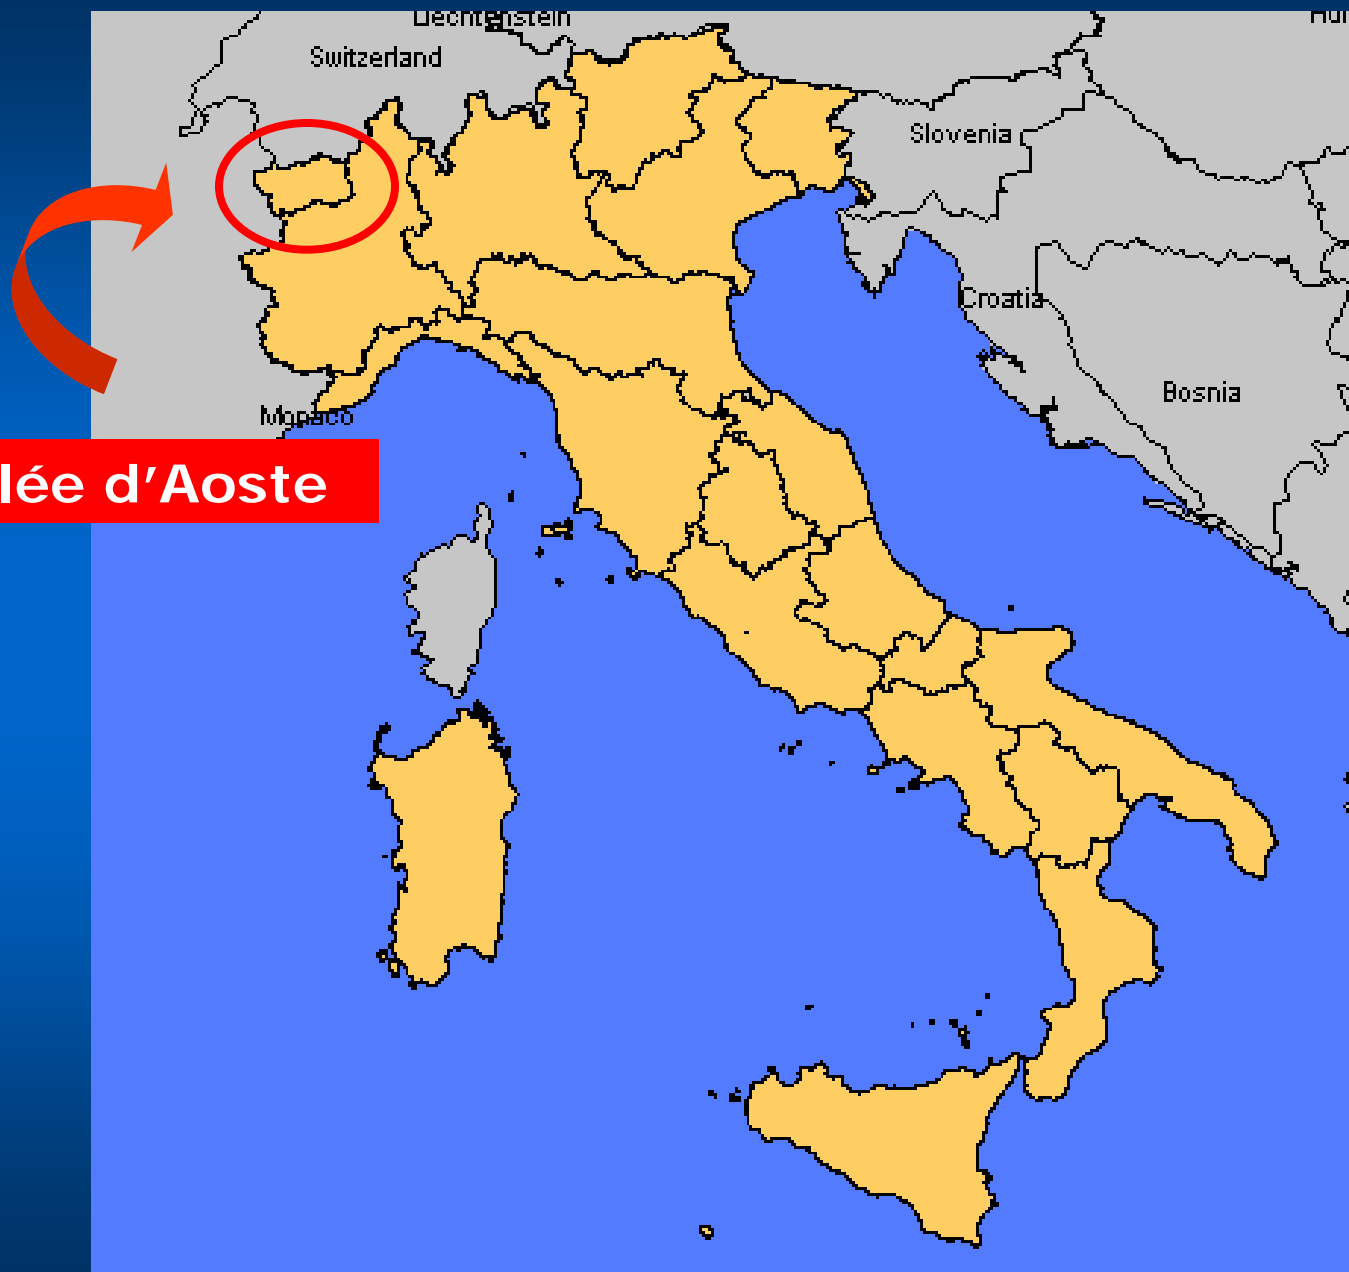 Liechtenstein
Switzerland
Slovenia
Croatia
Bosnia
Monaco
lée d'Aoste